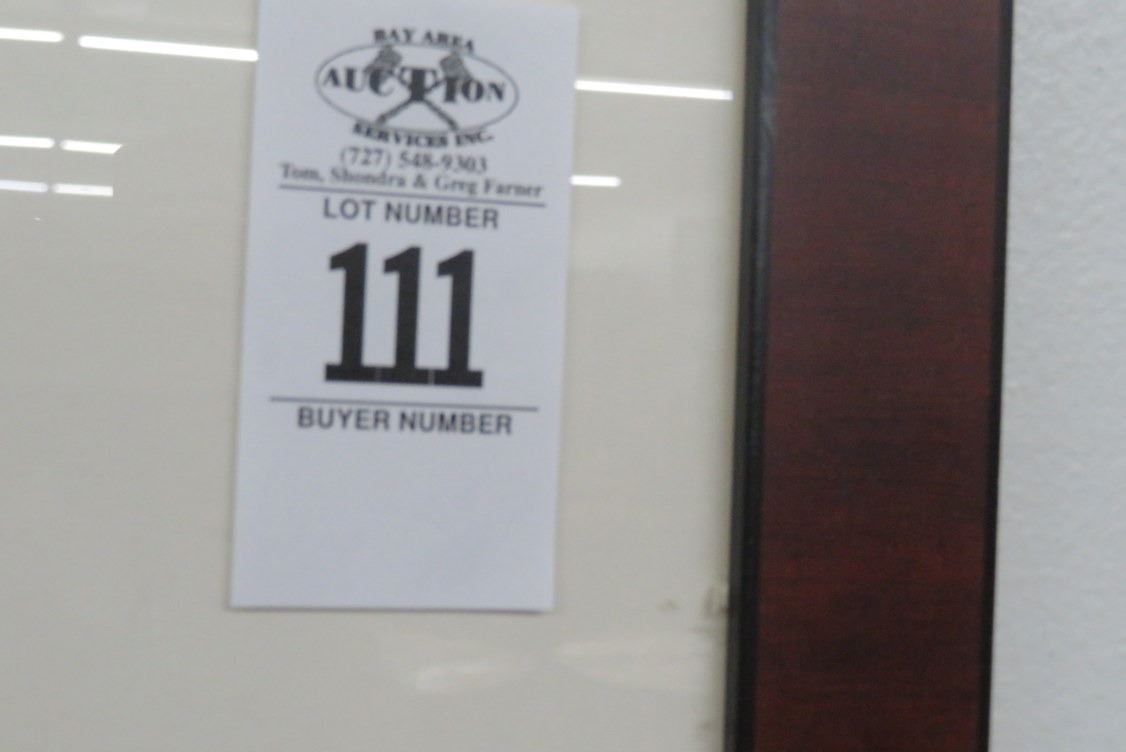 BAY AREA
AUCTION
SERVICES INC.
(727) 548-9303
Tom, Shondra & Greg Farner
LOT NUMBER
111
BUYER NUMBER